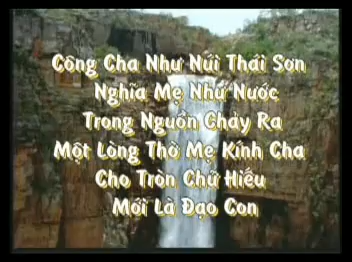 Công Cha Như Núi Thái Sơn
Nghĩa Mẹ Như Nước
Trong Nguồn Chảy Ra
Một Lòng Thờ Mẹ Kính Cha
Cho Tròn Chữ Hiếu
Mới Là Đạo Con